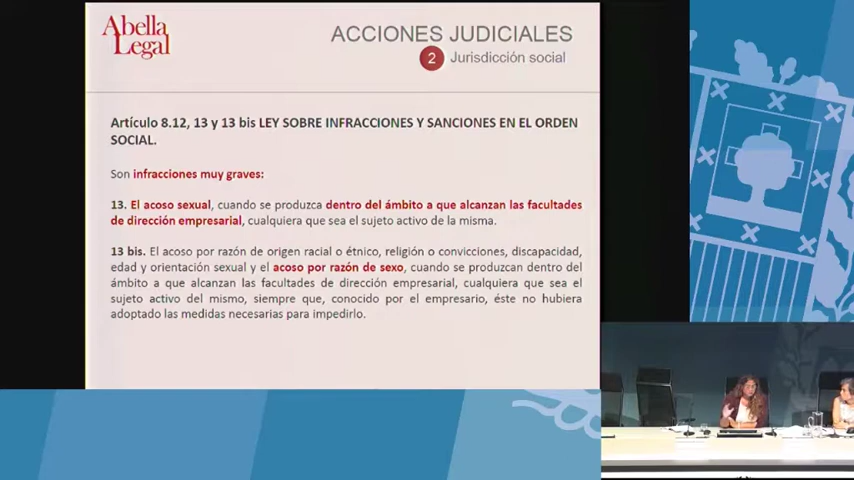 Abella
Legal
ACCIONES JUDICIALES
2 Jurisdicción social
Artículo 8.12, 13 y 13 bis LEY SOBRE INFRACCIONES Y SANCIONES EN EL ORDEN
SOCIAL.
Son infracciones muy graves:
13. El acoso sexual, cuando se produzca dentro del ámbito a que alcanzan las facultades
de dirección empresarial, cualquiera que sea el sujeto activo de la misma.
13 bis. El acoso por razón de origen racial o étnico, religión o convicciones, discapacidad,
edad y orientación sexual y el acoso por razón de sexo, cuando se produzcan dentro del
ámbito a que alcanzan las facultades de dirección empresarial, cualquiera que sea el
sujeto activo del mismo, siempre que, conocido por el empresario, éste no hubiera
adoptado las medidas necesarias para impedirlo.